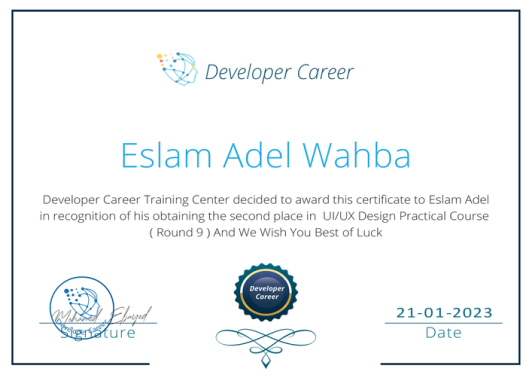 Developer Career
Eslam Adel Wahba
Developer Career Training Center decided to award this certificate to Eslam Adel
in recognition of his obtaining the second place in UI/UX Design Practical Course
( Round 9 ) And We Wish You Best of Luck
Developer
Career
Mohamed Elsayed
21-01-2023
Signature
Date